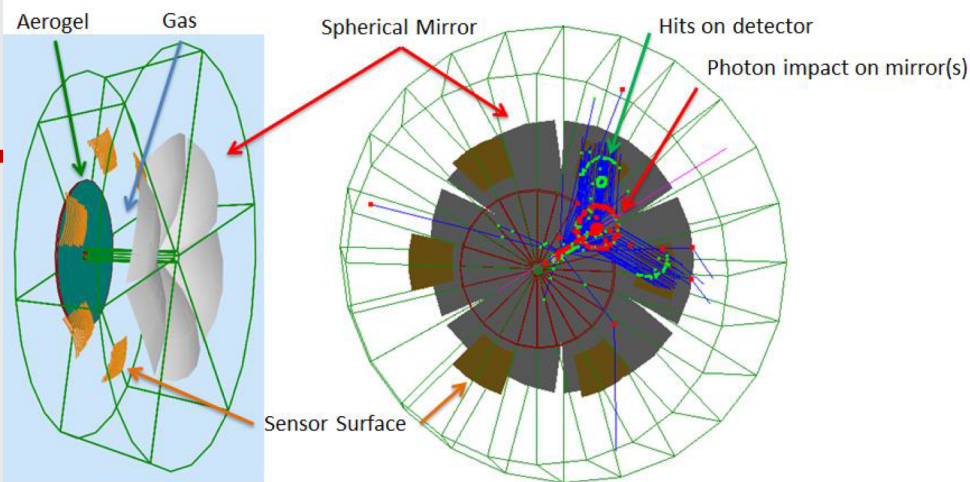 Aerogel
Gas
Spherical Mirror
Hits on detector
Photon impact on mirror(s)
Sensor Surface